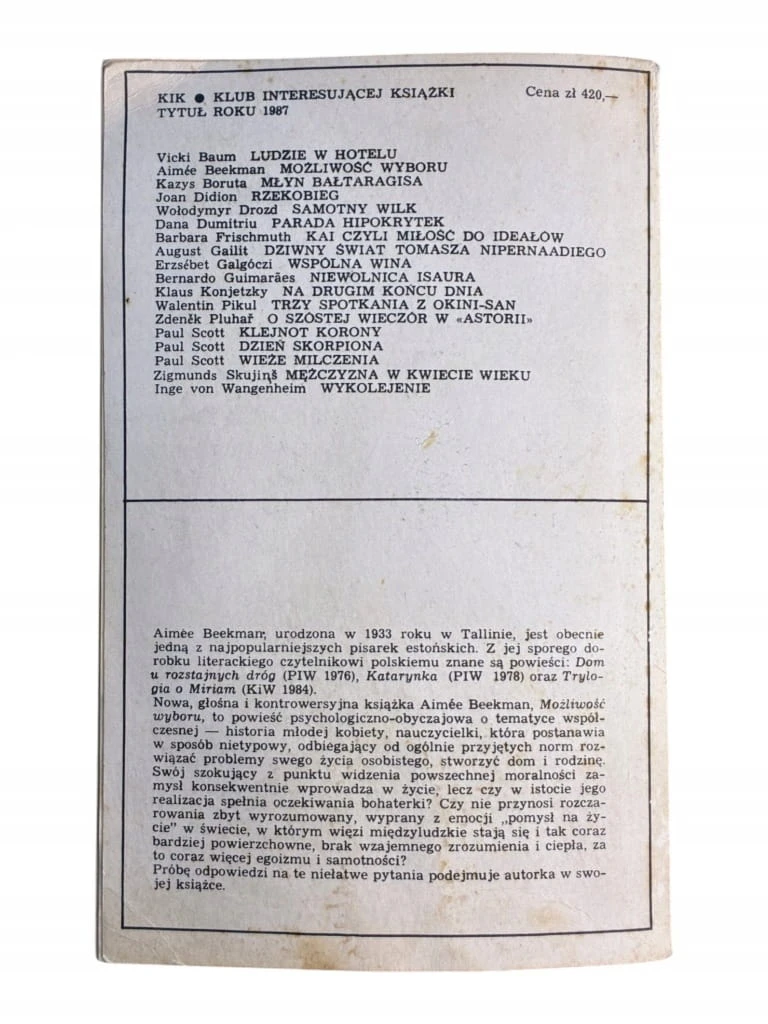 KIK ● KLUB INTERESUJĄCEJ KSIĄŻKI
Cena zł 420,—
TYTUŁ ROKU 1987
Vicki Baum LUDZIE W HOTELU
Aimée Beekman MOŻLIWOŚĆ WYBORU
Kazys Boruta MŁYN BAŁTARAGISA
Joan Didion RZEKOBIEG
Wołodymyr Drozd SAMOTNY WILK
Dana Dumitriu PARADA HIPOKRYTEK
Barbara Frischmuth KAI CZYLI MIŁOŚĆ DO IDEAŁÓW
August Gailit DZIWNY ŚWIAT TOMASZA NIPERNAADIEGO
Erzsébet Galgóczi WSPÓLNA WINA
Bernardo Guimarães NIEWOLNICA ISAURA
Klaus Konjetzky NA DRUGIM KOŃCU DNIA
Walentin Pikul TRZY SPOTKANIA Z OKINI-SAN
Zdeněk Pluhař O SZÓSTEJ WIECZÓR W «ASTORII»
Paul Scott KLEJNOT KORONY
Paul Scott DZIEŃ SKORPIONA
Paul Scott WIEŻE MILCZENIA
Zigmunds Skujiņš MĘŻCZYZNA W KWIECIE WIEKU
Inge von Wangenheim WYKOLEJENIE
Aimée Beekman, urodzona w 1933 roku w Tallinie, jest obecnie
jedną z najpopularniejszych pisarek estońskich. Z jej sporego do-
robku literackiego czytelnikowi polskiemu znane są powieści: Dom
u rozstajnych dróg (PIW 1976), Katarynka (PIW 1978) oraz Trylo-
gia o Miriam (KiW 1984).
Nowa, głośna i kontrowersyjna książka Aimée Beekman, Możliwość
wyboru, to powieść psychologiczno-obyczajowa o tematyce współ-
czesnej — historia młodej kobiety, nauczycielki, która postanawia
w sposób nietypowy, odbiegający od ogólnie przyjętych norm roz-
wiązać problemy swego życia osobistego, stworzyć dom i rodzinę.
Swój szokujący z punktu widzenia powszechnej moralności za-
mysł konsekwentnie wprowadza w życie, lecz czy w istocie jego
realizacja spełnia oczekiwania bohaterki? Czy nie przynosi rozcza-
rowania zbyt wyrozumowany, wyprany z emocji „pomysł na ży-
cie” w świecie, w którym więzi międzyludzkie stają się i tak coraz
bardziej powierzchowne, brak wzajemnego zrozumienia i ciepła, za
to coraz więcej egoizmu i samotności?
Próbę odpowiedzi na te niełatwe pytania podejmuje autorka w swo-
jej książce.